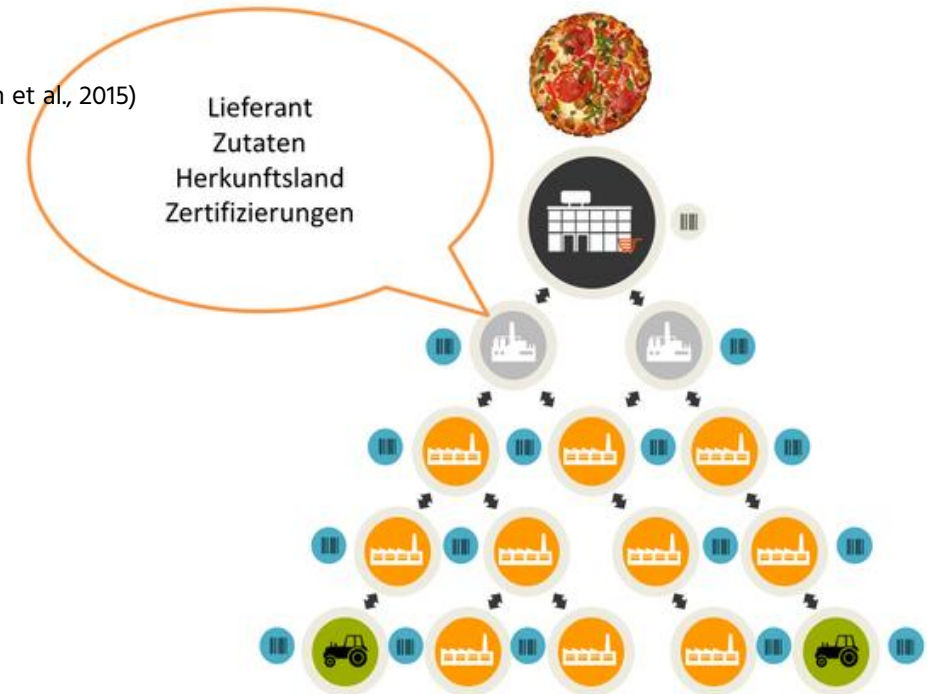 et al., 2015)
Lieferant
Zutaten
Herkunftsland
Zertifizierungen